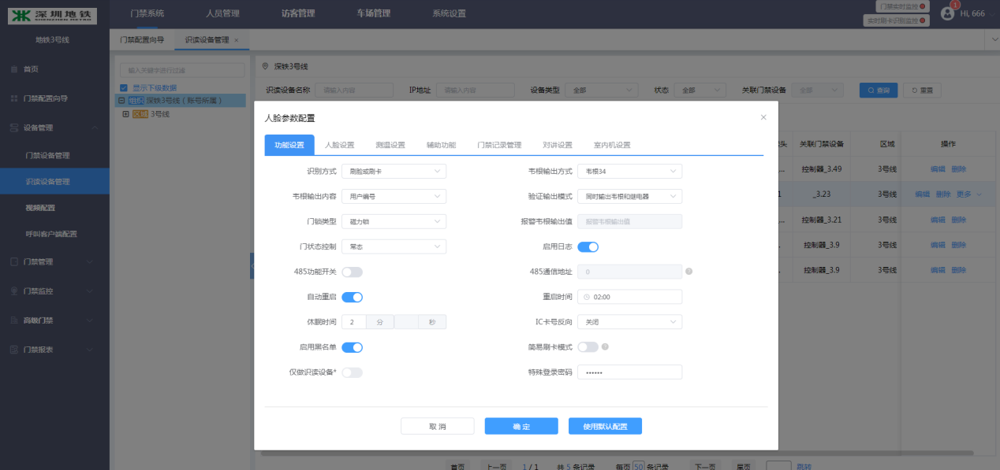 深圳地铁
SHENZHEN METRO
门禁系统 人员管理 访客管理 车场管理 系统设置
门禁实时监控
实时刷卡识别监控
1
Hi, 666
地铁3号线
门禁配置向导 识读设备管理 ×
首页
门禁配置向导
设备管理
门禁设备管理
识读设备管理
视频配置
呼叫客户端配置
门禁管理
门禁监控
高级门禁
门禁报表
输入关键字进行过滤
显示下级数据
组织 深铁3号线（账号所属）
区域 3号线
深铁3号线
识读设备名称 请输入内容 IP地址 请输入内容 设备类型 全部 状态 全部 关联门禁设备 全部 查询 重置
头 关联门禁设备 区域 操作
... 控制器_3.49 3号线 编辑 删除
1 _3.23 3号线 编辑 删除 更多
... 控制器_3.21 3号线 编辑 删除
. 控制器_3.9 3号线 编辑 删除
. 控制器_3.9 3号线 编辑 删除
人脸参数配置 ×
功能设置 人脸设置 测温设置 辅助功能 门禁记录管理 对讲设置 室内机设置
识别方式 刷脸或刷卡 韦根输出方式 韦根34
韦根输出内容 用户编号 验证输出模式 同时输出韦根和继电器
门锁类型 磁力锁 报警韦根输出值 报警韦根输出值
门状态控制 常态 启用日志
485功能开关 485通信地址 0 ?
自动重启 重启时间 02:00
休眠时间 2 分 秒 IC卡号反向 关闭
启用黑名单 简易刷卡模式 ?
仅做识读设备* 特殊登录密码 ••••••
取 消 确 定 使用默认配置
首页 上一页 1 / 1 共 5 条记录 每页 50 条记录 下一页 尾页 跳转